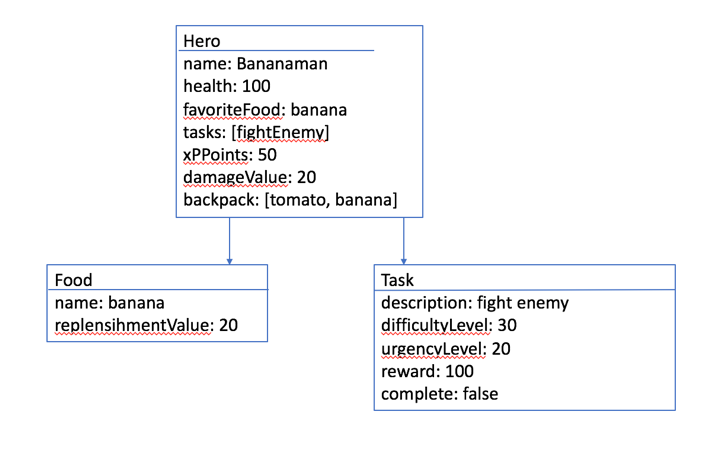 Hero
name: Bananaman
health: 100
favoriteFood: banana
tasks: [fightEnemy]
xPPoints: 50
damageValue: 20
backpack: [tomato, banana]
Food
name: banana
replensihmentValue: 20
Task
description: fight enemy
difficultyLevel: 30
urgencyLevel: 20
reward: 100
complete: false